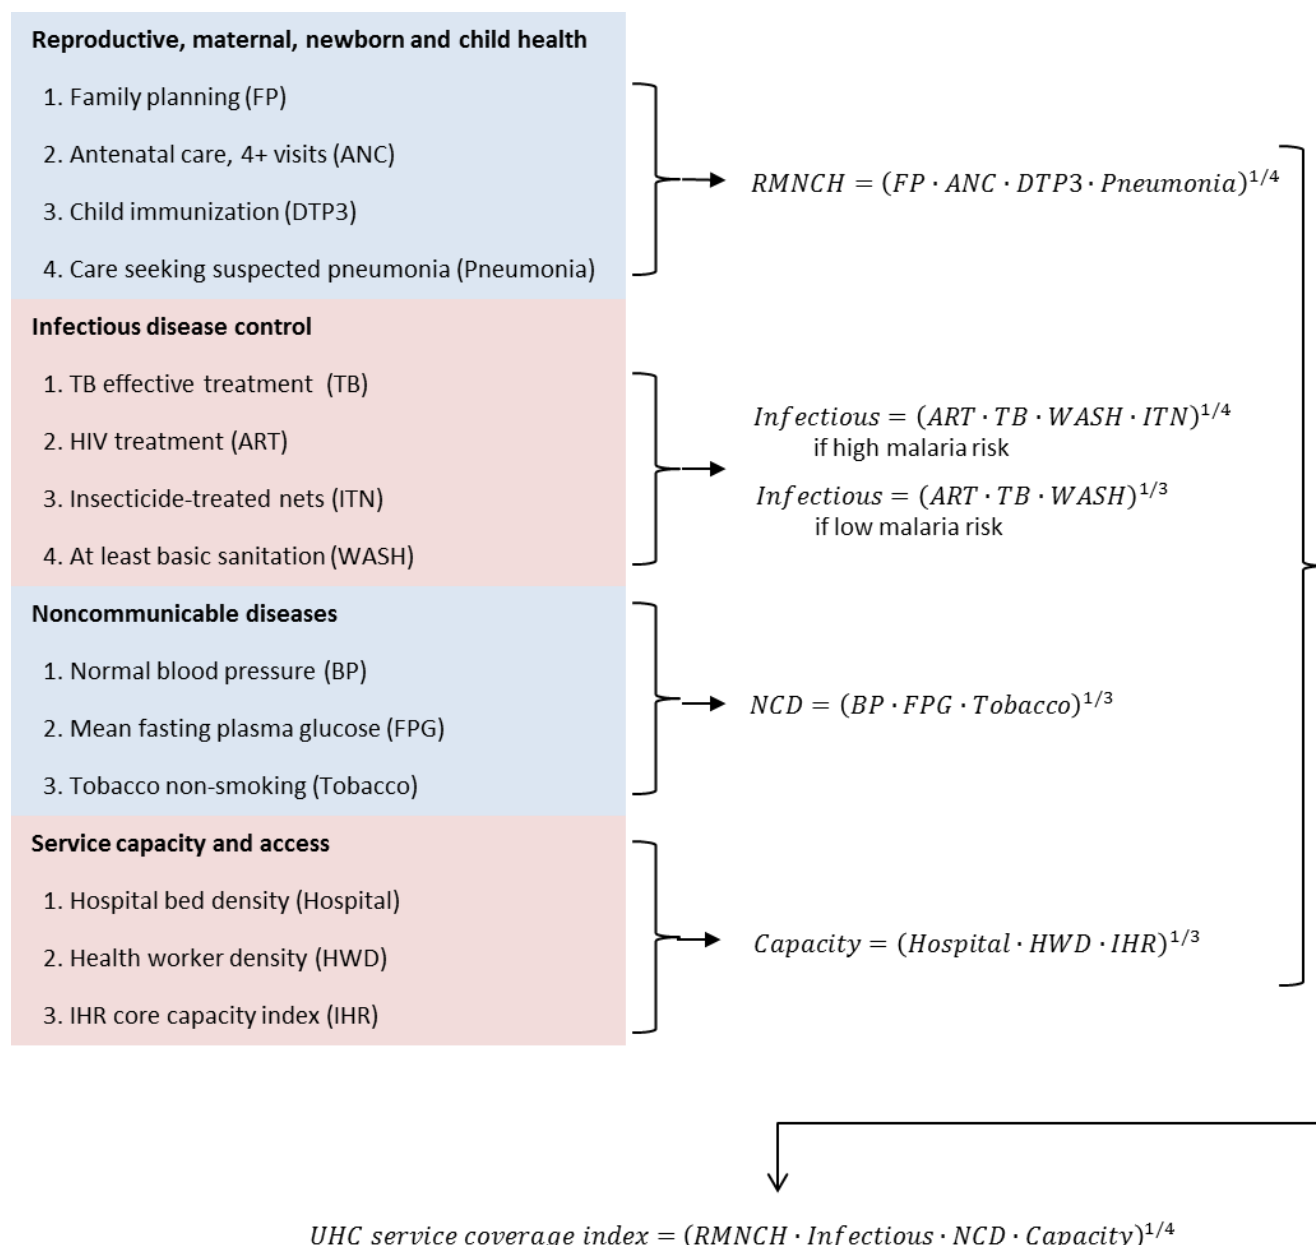 Reproductive, maternal, newborn and child health
1. Family planning (FP)
2. Antenatal care, 4+ visits (ANC)
3. Child immunization (DTP3)
4. Care seeking suspected pneumonia (Pneumonia)
RMNCH = (FP · ANC · DTP3 · Pneumonia)^{1/4}
Infectious disease control
1. TB effective treatment (TB)
2. HIV treatment (ART)
3. Insecticide-treated nets (ITN)
4. At least basic sanitation (WASH)
Infectious = (ART · TB · WASH · ITN)^{1/4}
if high malaria risk
Infectious = (ART · TB · WASH)^{1/3}
if low malaria risk
Noncommunicable diseases
1. Normal blood pressure (BP)
2. Mean fasting plasma glucose (FPG)
3. Tobacco non-smoking (Tobacco)
NCD = (BP · FPG · Tobacco)^{1/3}
Service capacity and access
1. Hospital bed density (Hospital)
2. Health worker density (HWD)
3. IHR core capacity index (IHR)
Capacity = (Hospital · HWD · IHR)^{1/3}
UHC service coverage index = (RMNCH · Infectious · NCD · Capacity)^{1/4}